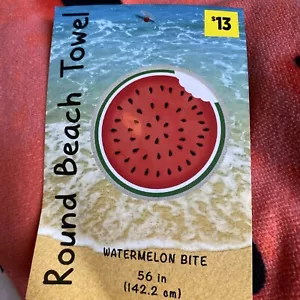 $13
Round Beach Towel
WATERMELON BITE
56 in
(142.2 cm)